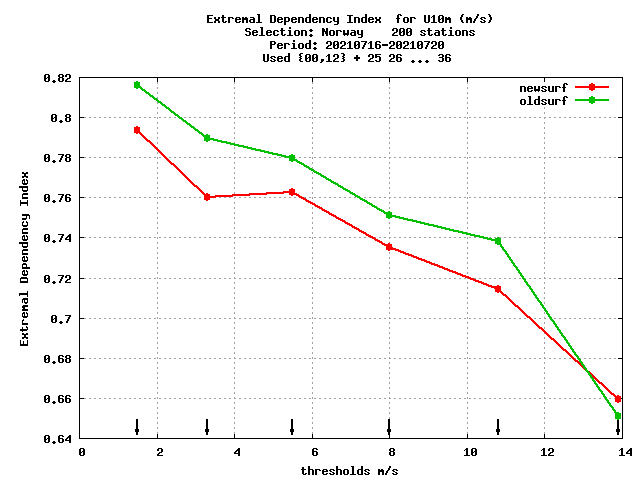 Extremal Dependency Index  for U10m (m/s)
Selection: Norway    200 stations
Period: 20210716-20210720
Used {00,12} + 25 26 ... 36
newsurf
oldsurf
0.82
0.8
0.78
0.76
0.74
0.72
0.7
0.68
0.66
0.64
Extremal Dependency Index
0 2 4 6 8 10 12 14
thresholds m/s